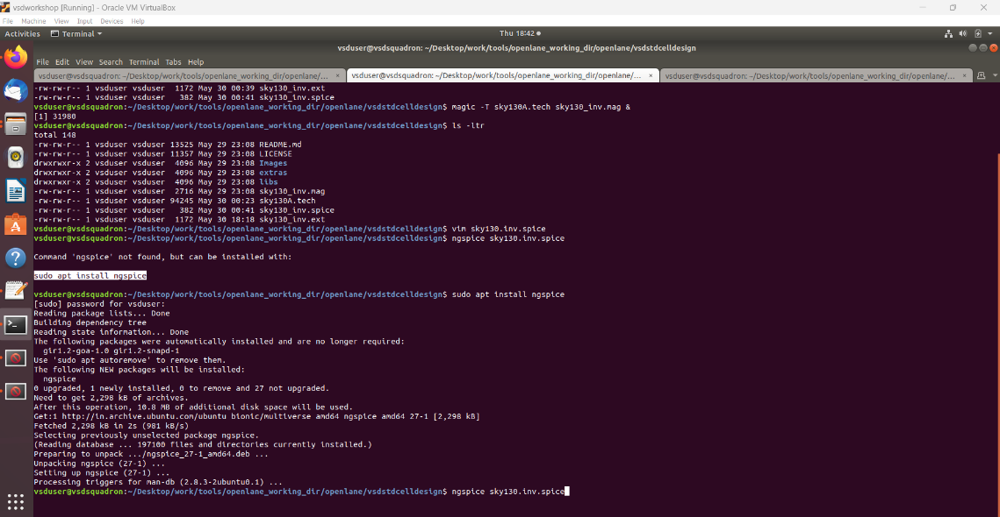 vsdworkshop [Running] - Oracle VM VirtualBox
File Machine View Input Devices Help
Activities Terminal Thu 18:42
vsduser@vsdsquadron: ~/Desktop/work/tools/openlane_working_dir/openlane/vsdstdcelldesign
File Edit View Search Terminal Tabs Help
vsduser@vsdsquadron: ~/Desktop/work/tools/openlane_working_dir/openlane/... × vsduser@vsdsquadron: ~/Desktop/work/tools/openlane_working_dir/openlane/... × vsduser@vsdsquadron: ~/Desktop/work/tools/openlane_working_dir/openlane/... ×
-rw-rw-r-- 1 vsduser vsduser  1172 May 30 00:39 sky130_inv.ext
-rw-rw-r-- 1 vsduser vsduser   382 May 30 00:41 sky130_inv.spice
vsduser@vsdsquadron:~/Desktop/work/tools/openlane_working_dir/openlane/vsdstdcelldesign$ magic -T sky130A.tech sky130_inv.mag &
[1] 31980
vsduser@vsdsquadron:~/Desktop/work/tools/openlane_working_dir/openlane/vsdstdcelldesign$ ls -ltr
total 148
-rw-rw-r-- 1 vsduser vsduser 13525 May 29 23:08 README.md
-rw-rw-r-- 1 vsduser vsduser 11357 May 29 23:08 LICENSE
drwxrwxr-x 2 vsduser vsduser  4096 May 29 23:08 Images
drwxrwxr-x 2 vsduser vsduser  4096 May 29 23:08 extras
drwxrwxr-x 2 vsduser vsduser  4096 May 29 23:08 libs
-rw-rw-r-- 1 vsduser vsduser  2716 May 29 23:08 sky130_inv.mag
-rw-rw-r-- 1 vsduser vsduser 94245 May 30 00:23 sky130A.tech
-rw-rw-r-- 1 vsduser vsduser   382 May 30 00:41 sky130_inv.spice
-rw-rw-r-- 1 vsduser vsduser  1172 May 30 18:18 sky130_inv.ext
vsduser@vsdsquadron:~/Desktop/work/tools/openlane_working_dir/openlane/vsdstdcelldesign$ vim sky130.inv.spice
vsduser@vsdsquadron:~/Desktop/work/tools/openlane_working_dir/openlane/vsdstdcelldesign$ ngspice sky130.inv.spice
Command 'ngspice' not found, but can be installed with:
sudo apt install ngspice
vsduser@vsdsquadron:~/Desktop/work/tools/openlane_working_dir/openlane/vsdstdcelldesign$ sudo apt install ngspice
[sudo] password for vsduser:
Reading package lists... Done
Building dependency tree
Reading state information... Done
The following packages were automatically installed and are no longer required:
  gir1.2-goa-1.0 gir1.2-snapd-1
Use 'sudo apt autoremove' to remove them.
The following NEW packages will be installed:
  ngspice
0 upgraded, 1 newly installed, 0 to remove and 27 not upgraded.
Need to get 2,298 kB of archives.
After this operation, 10.8 MB of additional disk space will be used.
Get:1 http://in.archive.ubuntu.com/ubuntu bionic/multiverse amd64 ngspice amd64 27-1 [2,298 kB]
Fetched 2,298 kB in 2s (981 kB/s)
Selecting previously unselected package ngspice.
(Reading database ... 197100 files and directories currently installed.)
Preparing to unpack .../ngspice_27-1_amd64.deb ...
Unpacking ngspice (27-1) ...
Setting up ngspice (27-1) ...
Processing triggers for man-db (2.8.3-2ubuntu0.1) ...
vsduser@vsdsquadron:~/Desktop/work/tools/openlane_working_dir/openlane/vsdstdcelldesign$ ngspice sky130.inv.spice